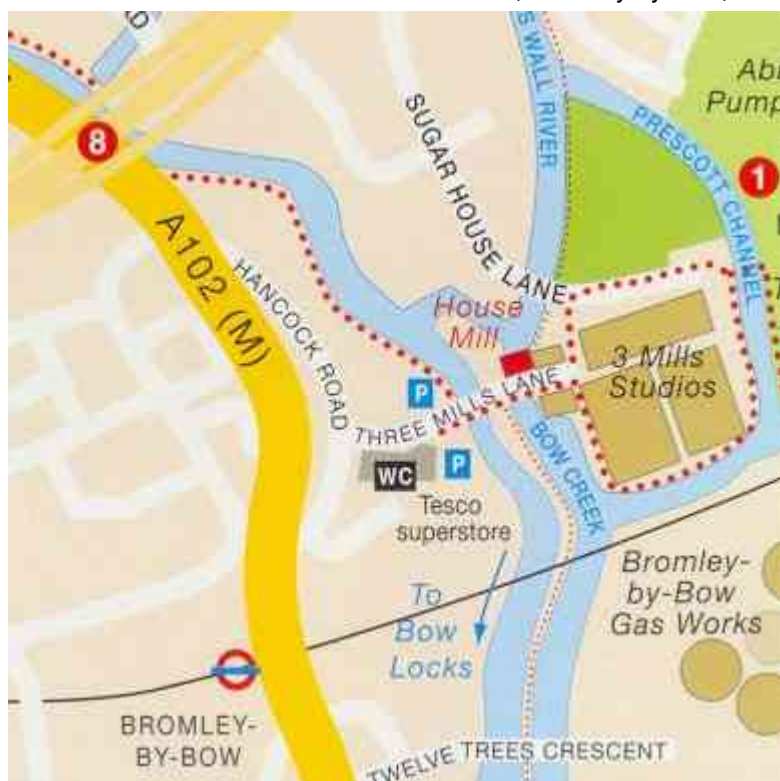 S WALL RIVER
Abl
Pump
PRESCOTT CHANNEL
SUGAR HOUSE LANE
8
1
A102 (M)
HANCOCK ROAD
House
Mill
3 Mills
Studios
P
THREE MILLS LANE
P
WC
BOW CREEK
Tesco
superstore
To
Bow
Locks
Bromley-
by-Bow
Gas Works
BROMLEY-
BY-BOW
TWELVE TREES CRESCENT